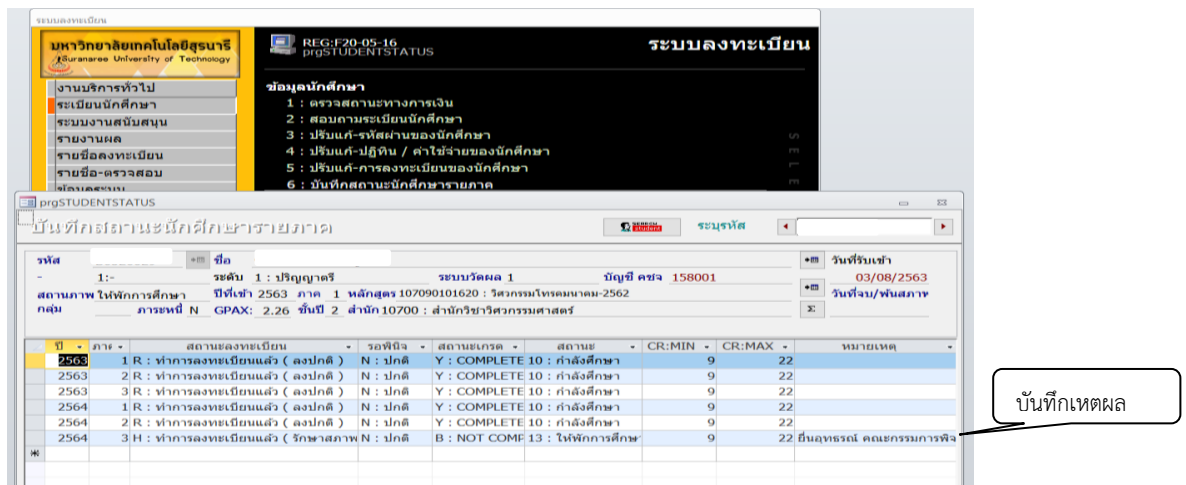 ระบบลงทะเบียน
มหาวิทยาลัยเทคโนโลยีสุรนารี
Suranaree University of Technology
REG:F20-05-16
prgSTUDENTSTATUS
ระบบลงทะเบียน
งานบริการทั่วไป
ระเบียนนักศึกษา
ระบบงานสนับสนุน
รายงานผล
รายชื่อลงทะเบียน
รายชื่อ-ตรวจสอบ
ข้อมูลระบบ
ข้อมูลนักศึกษา
1 : ตรวจสถานะทางการเงิน
2 : สอบถามระเบียนนักศึกษา
3 : ปรับแก้-รหัสผ่านของนักศึกษา
4 : ปรับแก้-ปฏิทิน / ค่าใช้จ่ายของนักศึกษา
5 : ปรับแก้-การลงทะเบียนของนักศึกษา
6 : บันทึกสถานะนักศึกษารายภาค
prgSTUDENTSTATUS
บันทึกสถานะนักศึกษารายภาค SEARCH student ระบุรหัส
รหัส ชื่อ วันที่รับเข้า
- 1:- ระดับ 1 : ปริญญาตรี ระบบวัดผล 1 บัญชี คชจ 158001 03/08/2563
สถานภาพ ให้พักการศึกษา ปีที่เข้า 2563 ภาค 1 หลักสูตร 107090101620 : วิศวกรรมโทรคมนาคม-2562 วันที่จบ/พ้นสภาพ
กลุ่ม ภาระหนี้ N GPAX: 2.26 ชั้นปี 2 สำนัก 10700 : สำนักวิชาวิศวกรรมศาสตร์ Σ
ปี ภาค สถานะลงทะเบียน รอพินิจ สถานะเกรด สถานะ CR:MIN CR:MAX หมายเหตุ
2563 1 R : ทำการลงทะเบียนแล้ว ( ลงปกติ ) N : ปกติ Y : COMPLETE 10 : กำลังศึกษา 9 22
2563 2 R : ทำการลงทะเบียนแล้ว ( ลงปกติ ) N : ปกติ Y : COMPLETE 10 : กำลังศึกษา 9 22
2563 3 R : ทำการลงทะเบียนแล้ว ( ลงปกติ ) N : ปกติ Y : COMPLETE 10 : กำลังศึกษา 9 22
2564 1 R : ทำการลงทะเบียนแล้ว ( ลงปกติ ) N : ปกติ Y : COMPLETE 10 : กำลังศึกษา 9 22
2564 2 R : ทำการลงทะเบียนแล้ว ( ลงปกติ ) N : ปกติ Y : COMPLETE 10 : กำลังศึกษา 9 22
2564 3 H : ทำการลงทะเบียนแล้ว ( รักษาสภาพ N : ปกติ B : NOT COMP 13 : ให้พักการศึกษา 9 22 ยื่นอุทธรณ์ คณะกรรมการพิจ
บันทึกเหตผล